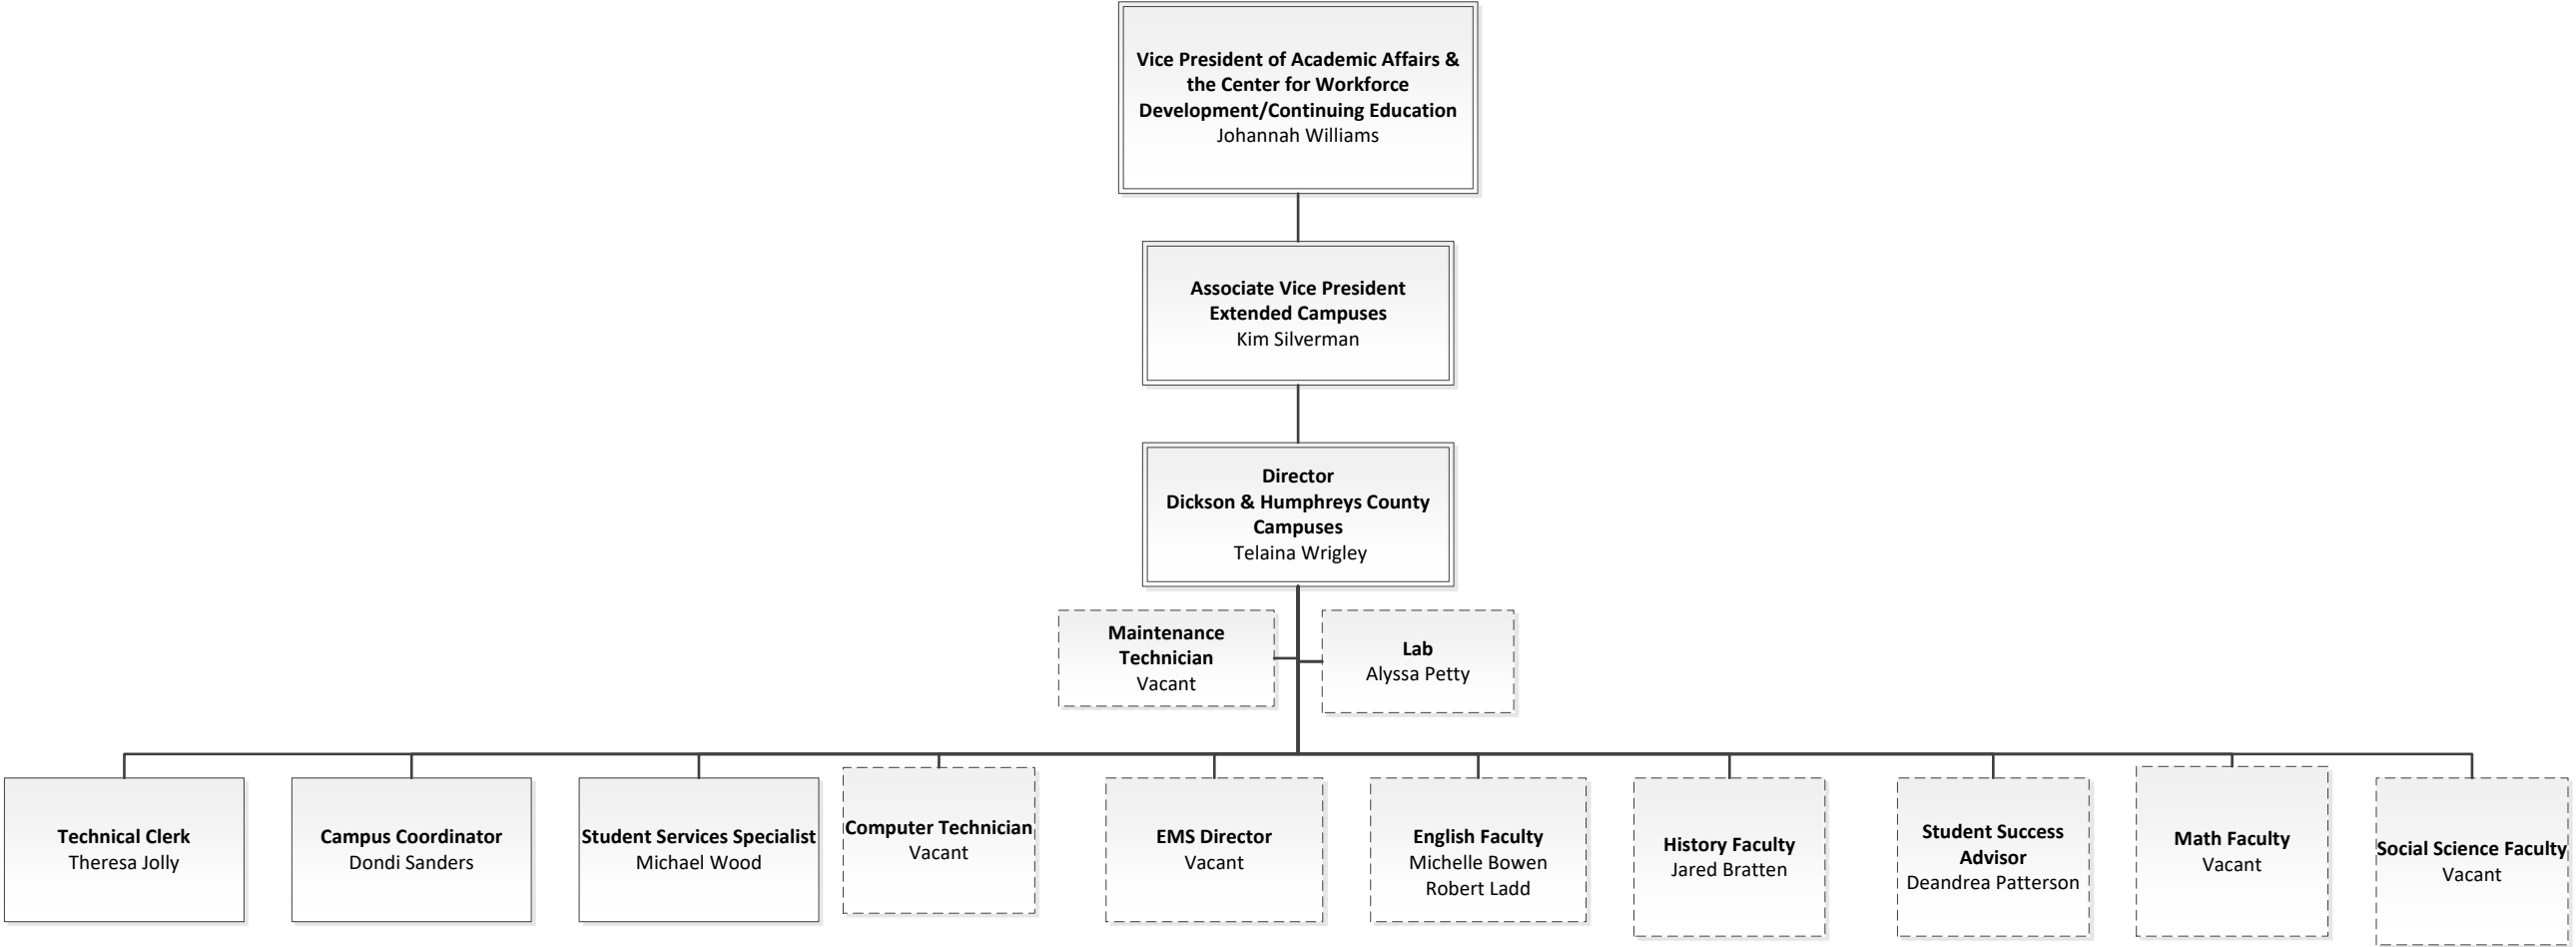 Vice President of Academic Affairs &
the Center for Workforce
Development/Continuing Education
Johannah Williams
Associate Vice President
Extended Campuses
Kim Silverman
Director
Dickson & Humphreys County
Campuses
Telaina Wrigley
Maintenance
Technician
Vacant
Lab
Alyssa Petty
Technical Clerk
Theresa Jolly
Campus Coordinator
Dondi Sanders
Student Services Specialist
Michael Wood
Computer Technician
Vacant
EMS Director
Vacant
English Faculty
Michelle Bowen
Robert Ladd
History Faculty
Jared Bratten
Student Success
Advisor
Deandrea Patterson
Math Faculty
Vacant
Social Science Faculty
Vacant